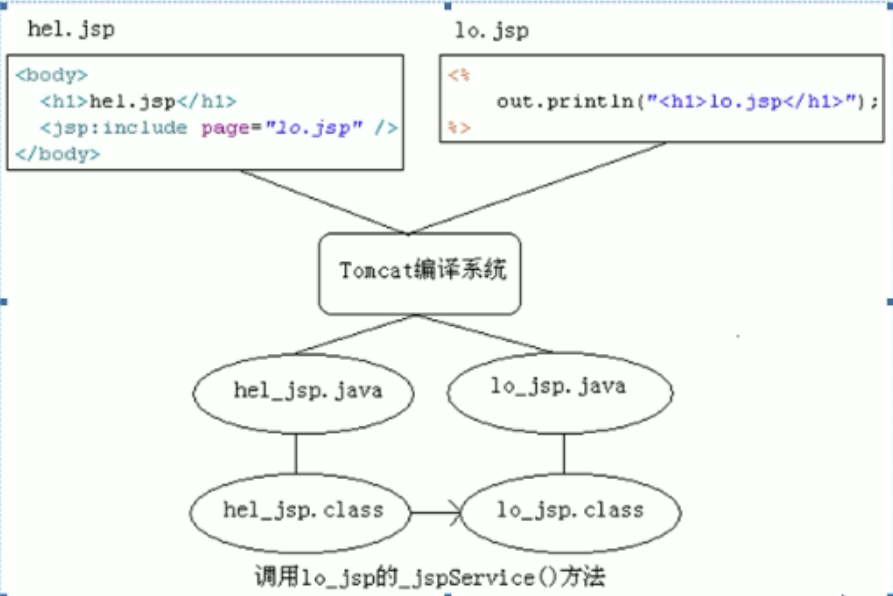 hel.jsp
lo.jsp
<body>
<h1>hel.jsp</h1>
<jsp:include page="lo.jsp" />
</body>
<%
out.println("<h1>lo.jsp</h1>");
%>
Tomcat编译系统
hel_jsp.java
lo_jsp.java
hel_jsp.class
lo_jsp.class
调用lo_jsp的_jspService()方法